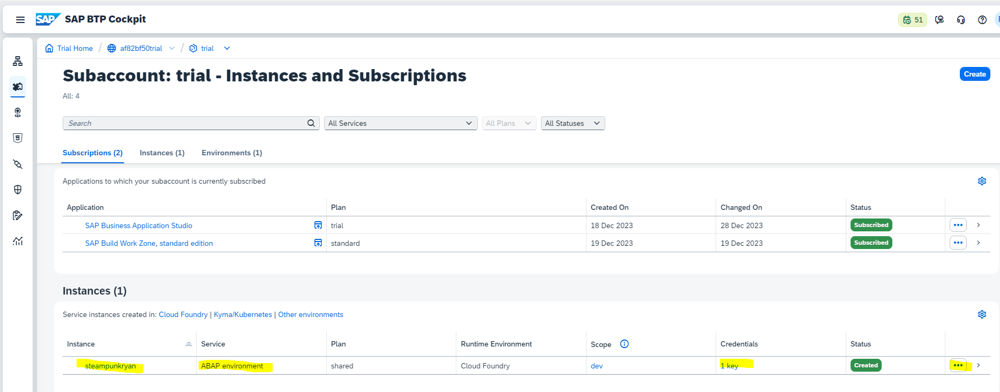 SAP SAP BTP Cockpit 51
Trial Home / af82bf50trial / trial
Subaccount: trial - Instances and Subscriptions Create
All: 4
Search All Services All Plans All Statuses
Subscriptions (2) Instances (1) Environments (1)
Applications to which your subaccount is currently subscribed
Application Plan Created On Changed On Status
SAP Business Application Studio trial 18 Dec 2023 28 Dec 2023 Subscribed
SAP Build Work Zone, standard edition standard 19 Dec 2023 19 Dec 2023 Subscribed
Instances (1)
Service instances created in: Cloud Foundry | Kyma/Kubernetes | Other environments
Instance Service Plan Runtime Environment Scope Credentials Status
steampunkryan ABAP environment shared Cloud Foundry dev 1 key Created